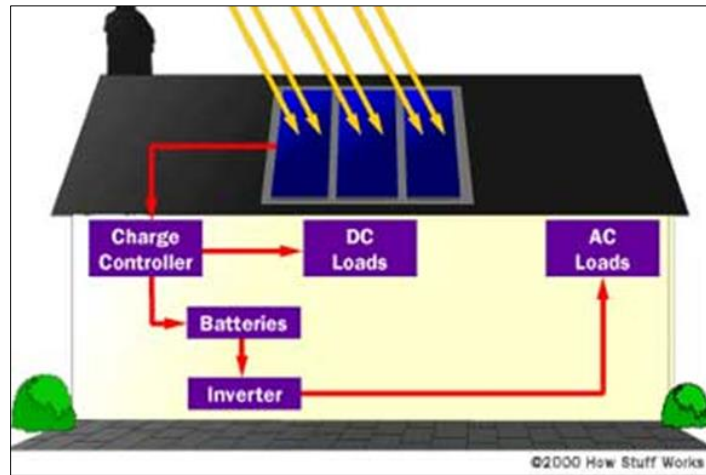 Charge
Controller
DC
Loads
AC
Loads
Batteries
Inverter
©2000 How Stuff Works